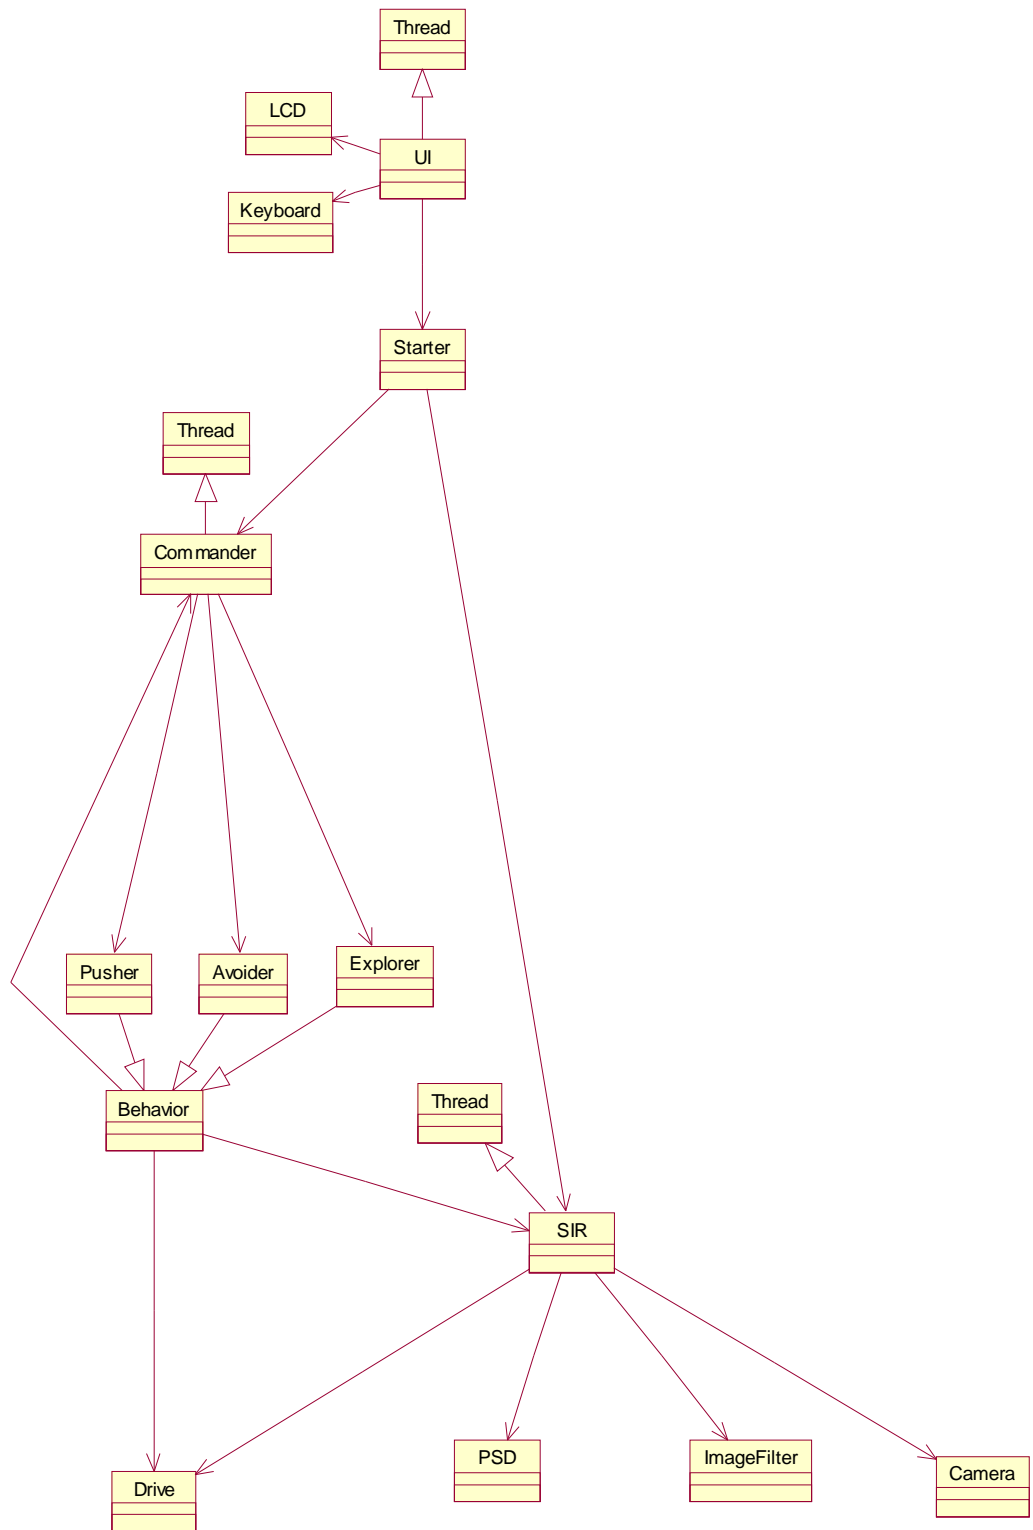 Thread
LCD
UI
Keyboard
Starter
Thread
Commander
Explorer
Pusher
Avoider
Thread
Behavior
SIR
PSD
ImageFilter
Camera
Drive